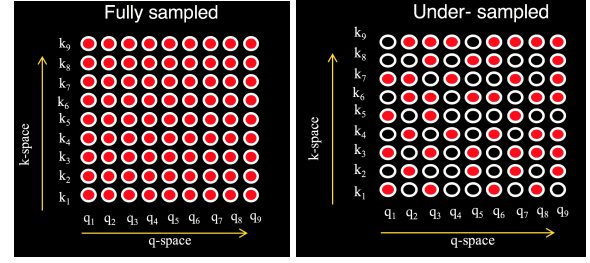 Fully sampled
k9
k8
k7
k6
k5
k4
k3
k2
k1
k-space
q1 q2 q3 q4 q5 q6 q7 q8 q9
q-space
Under- sampled
k9
k8
k7
k6
k5
k4
k3
k2
k1
k-space
q1 q2 q3 q4 q5 q6 q7 q8 q9
q-space